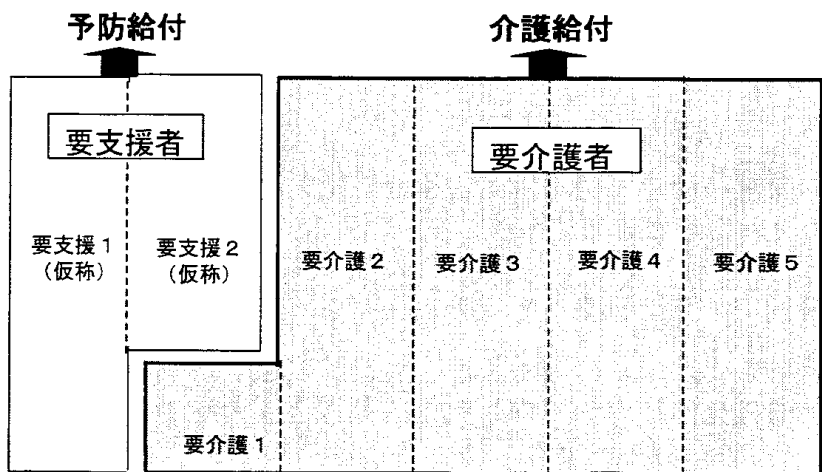 予防給付
介護給付
要支援者
要介護者
要支援1
(仮称)
要支援2
(仮称)
要介護2
要介護3
要介護4
要介護5
要介護1